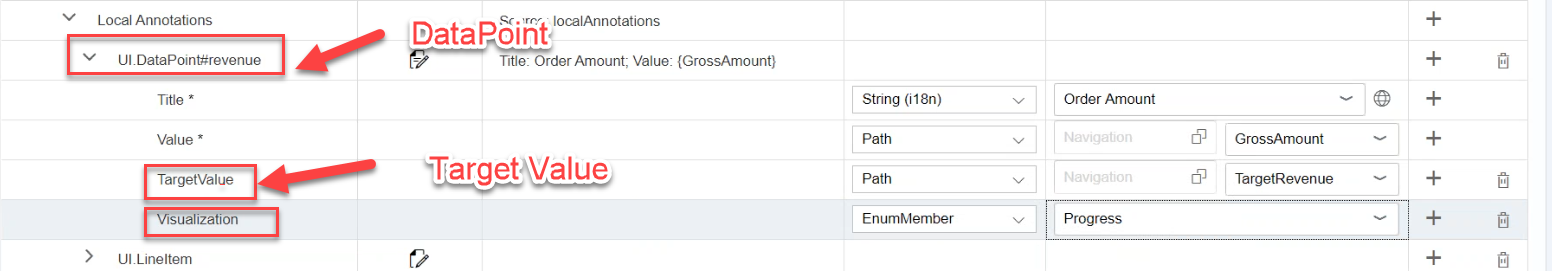 Local Annotations Source: localAnnotations
DataPoint
UI.DataPoint#revenue Title: Order Amount; Value: {GrossAmount}
Title * String (i18n) Order Amount
Value * Path Navigation GrossAmount
Target Value
TargetValue Path Navigation TargetRevenue
Visualization EnumMember Progress
UI.LineItem